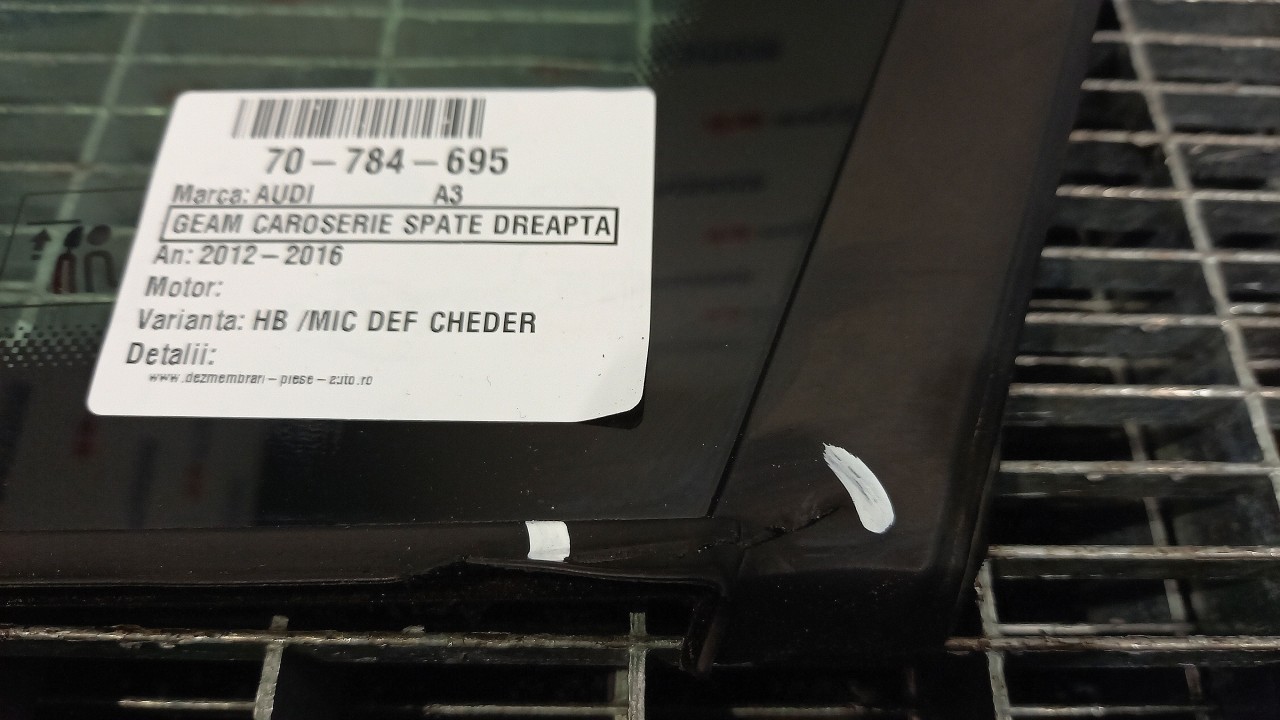 70-784-695
Marca: AUDI A3
GEAM CAROSERIE SPATE DREAPTA
An: 2012-2016
Motor:
Varianta: HB /MIC DEF CHEDER
Detalii:
www.dezmembrari-piese-auto.ro